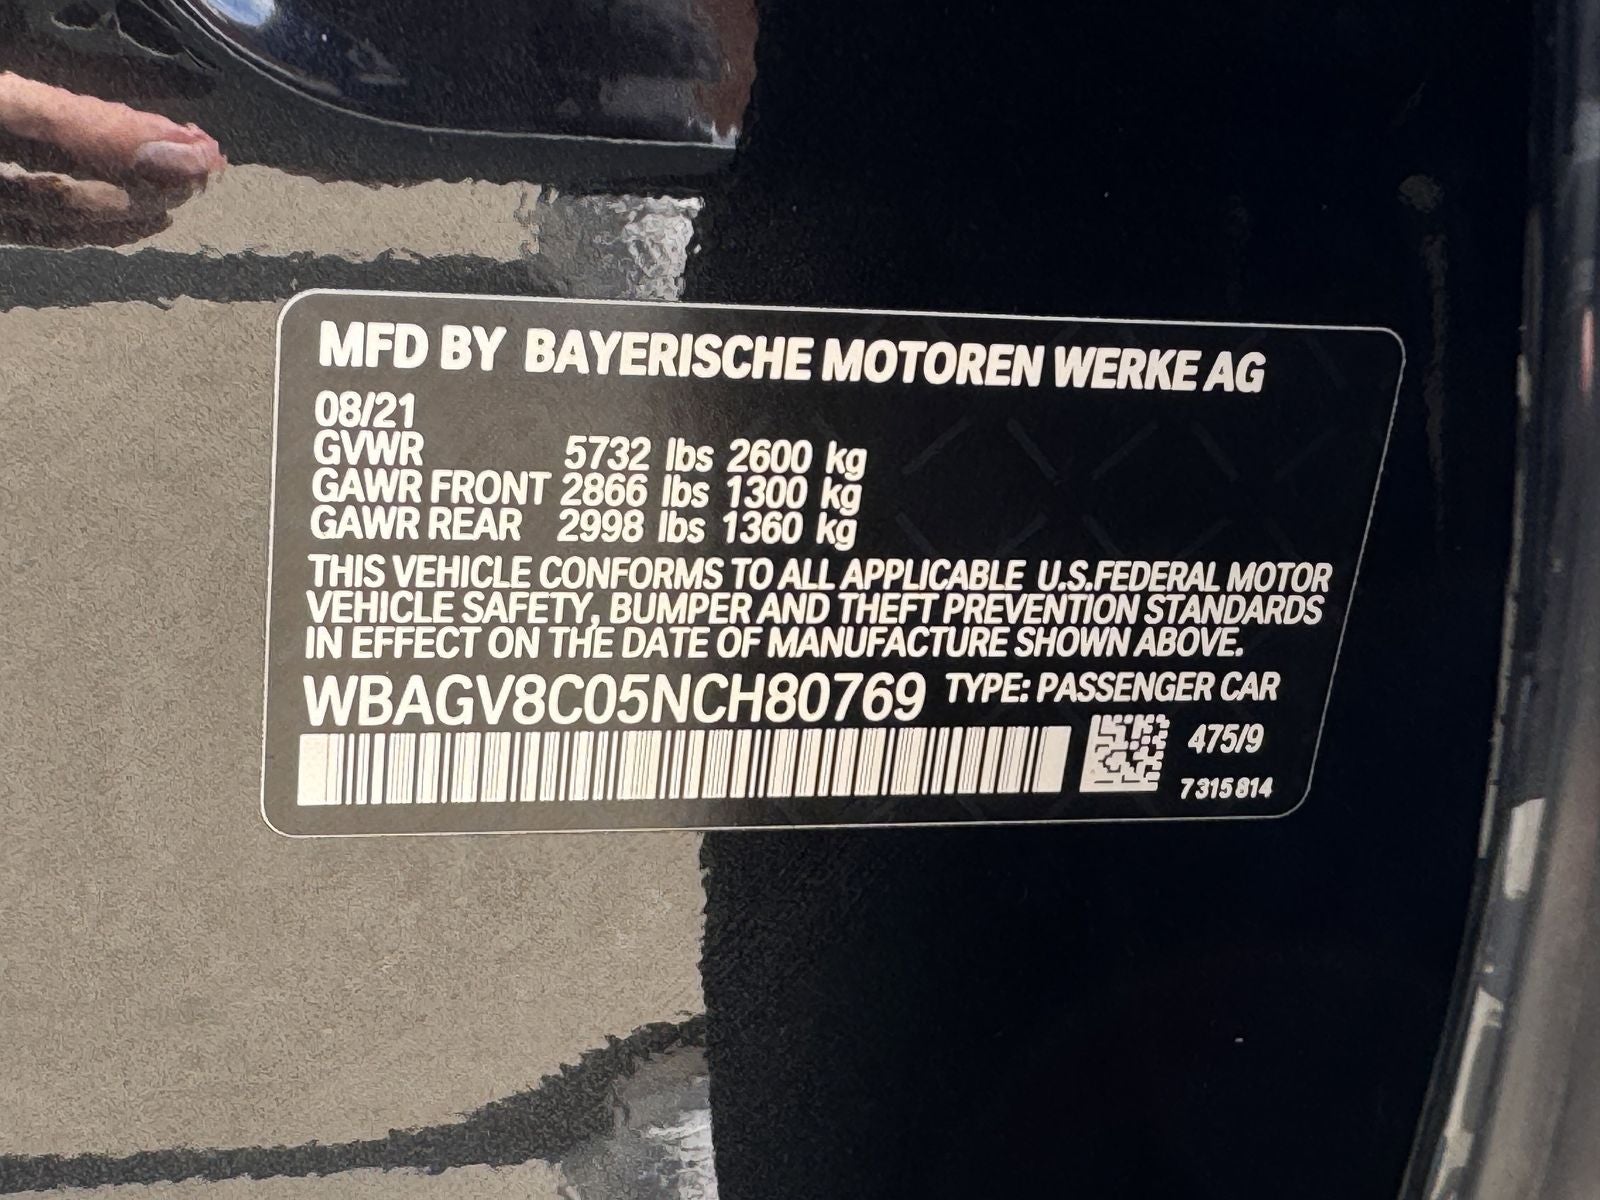 MFD BY BAYERISCHE MOTOREN WERKE AG
08/21
GVWR 5732 lbs 2600 kg
GAWR FRONT 2866 lbs 1300 kg
GAWR REAR 2998 lbs 1360 kg
THIS VEHICLE CONFORMS TO ALL APPLICABLE U.S.FEDERAL MOTOR
VEHICLE SAFETY, BUMPER AND THEFT PREVENTION STANDARDS
IN EFFECT ON THE DATE OF MANUFACTURE SHOWN ABOVE.
WBAGV8C05NCH80769 TYPE: PASSENGER CAR
475/9
7 315 814